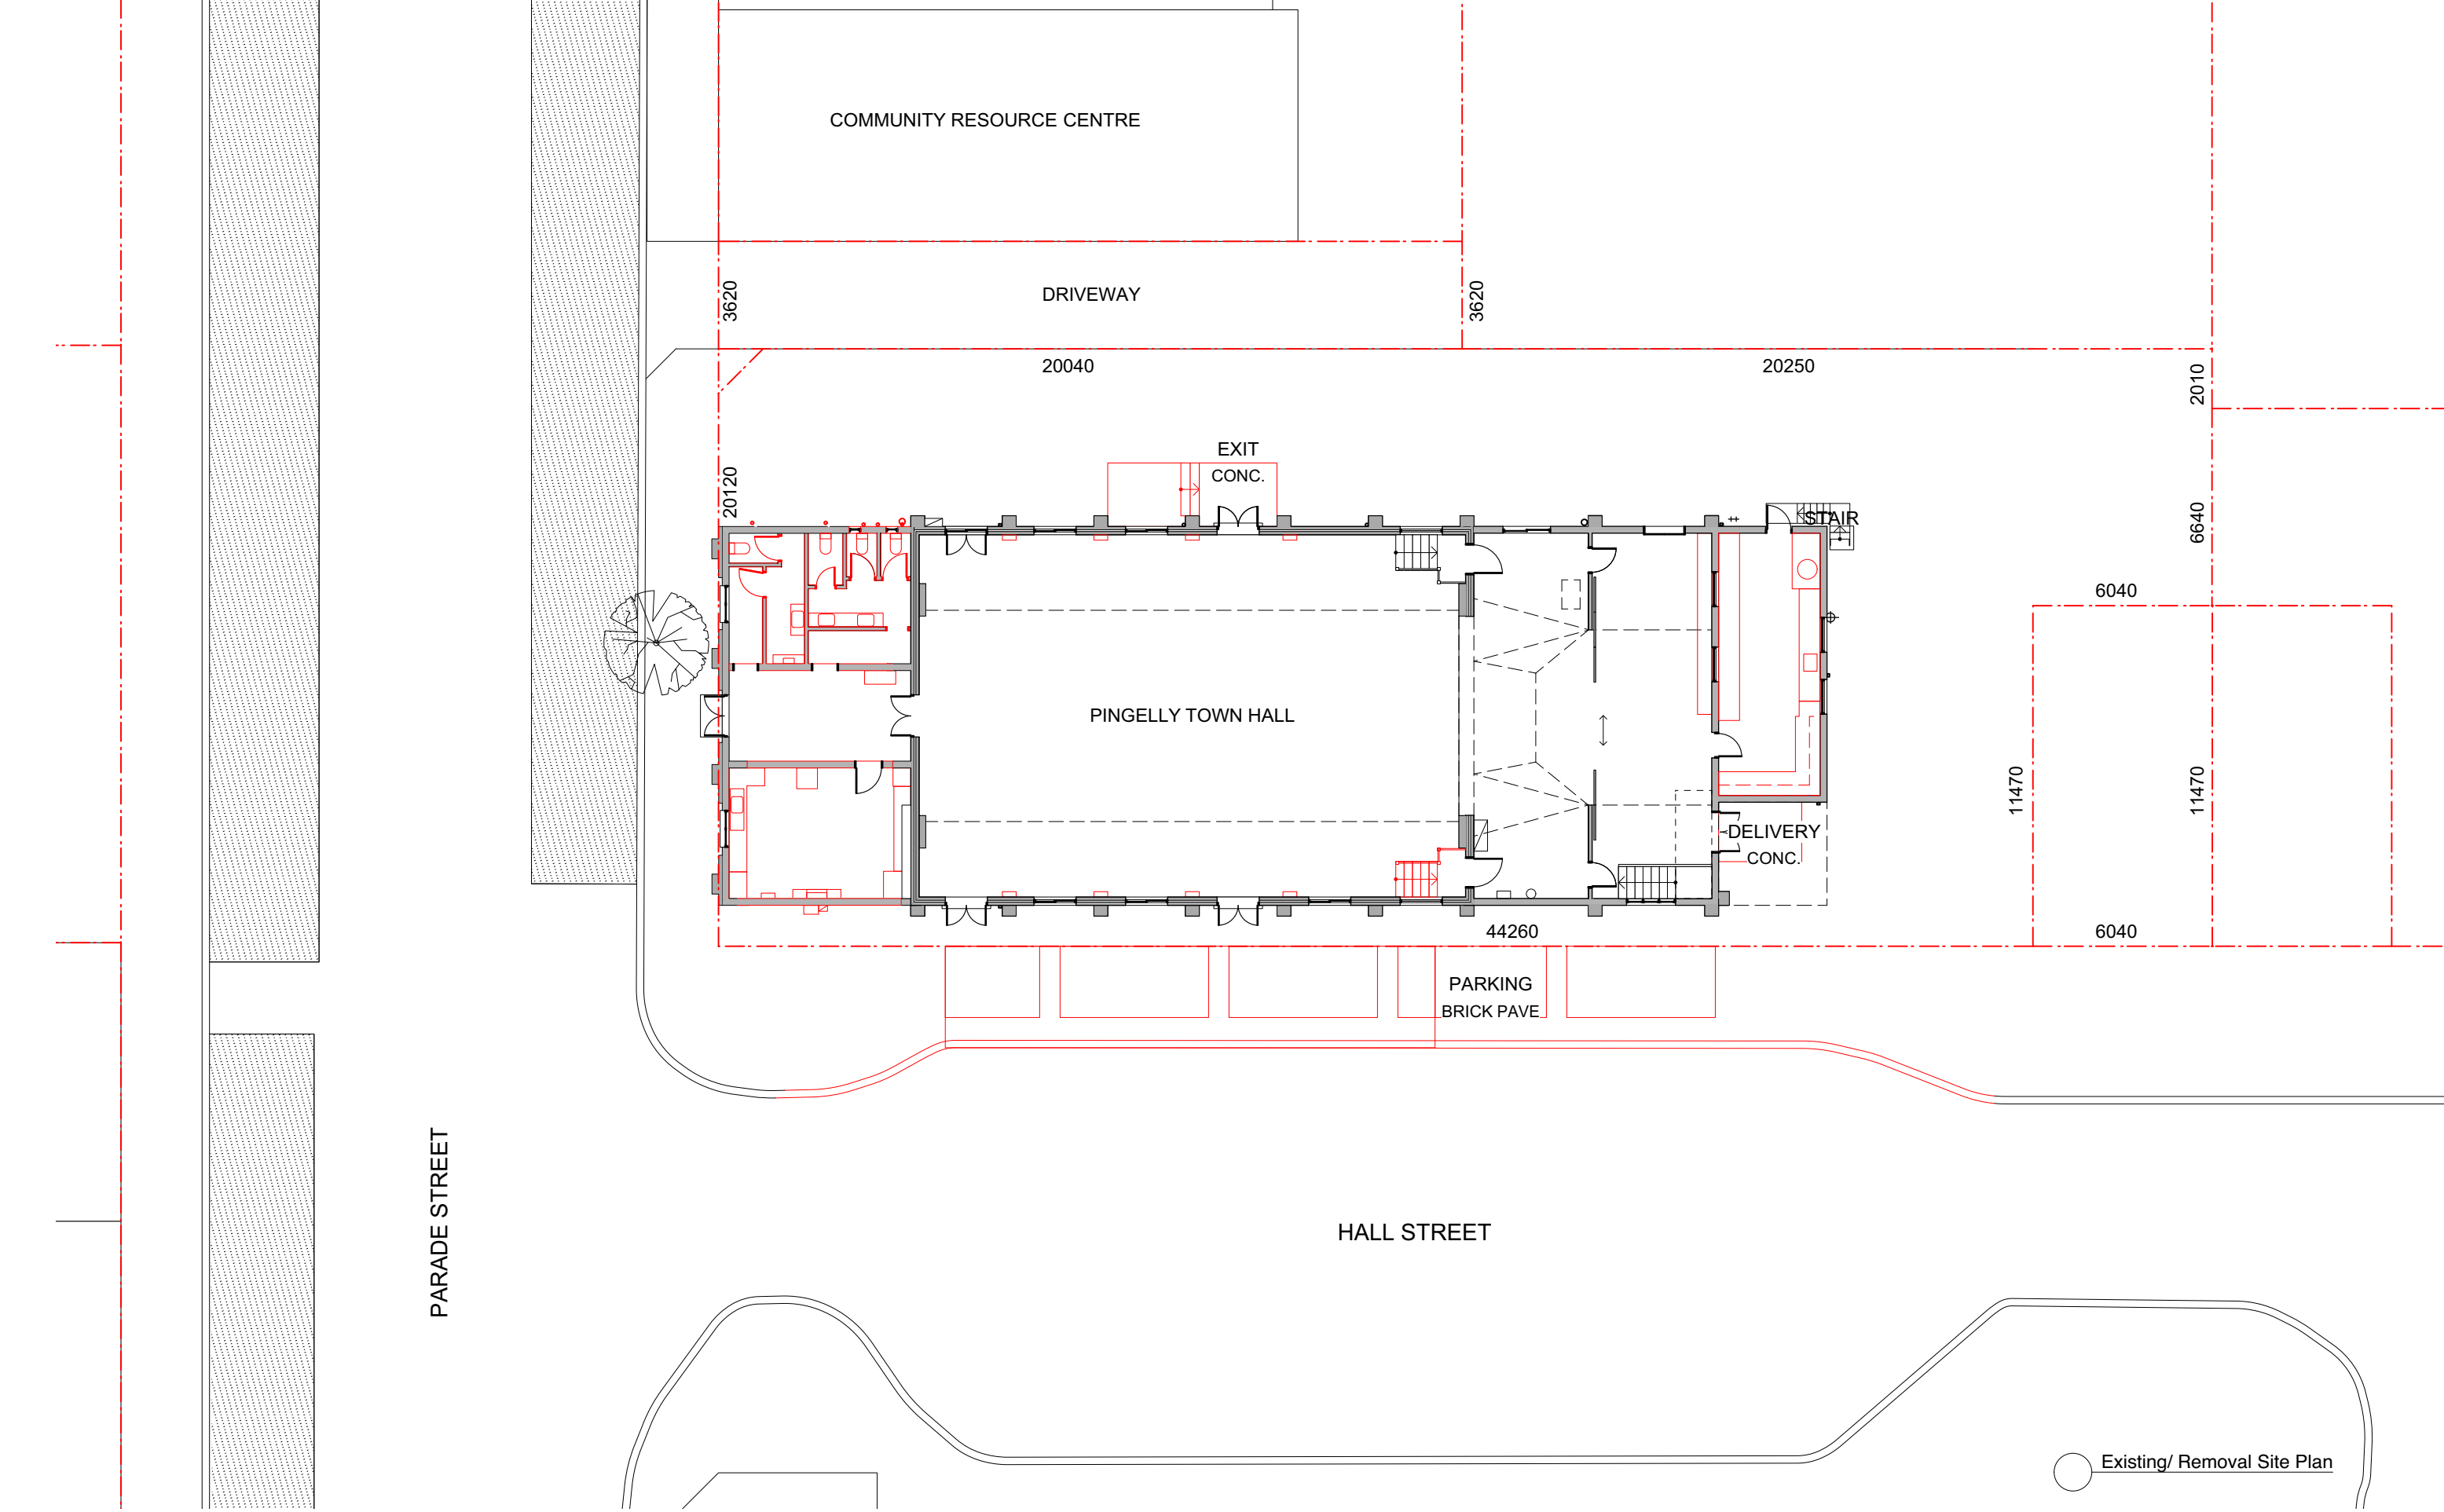 COMMUNITY RESOURCE CENTRE
3620
DRIVEWAY
3620
20040
20250
2010
EXIT
CONC.
20120
STAIR
6640
6040
PINGELLY TOWN HALL
11470
11470
DELIVERY
CONC.
44260
6040
PARKING
BRICK PAVE
PARADE STREET
HALL STREET
Existing/ Removal Site Plan